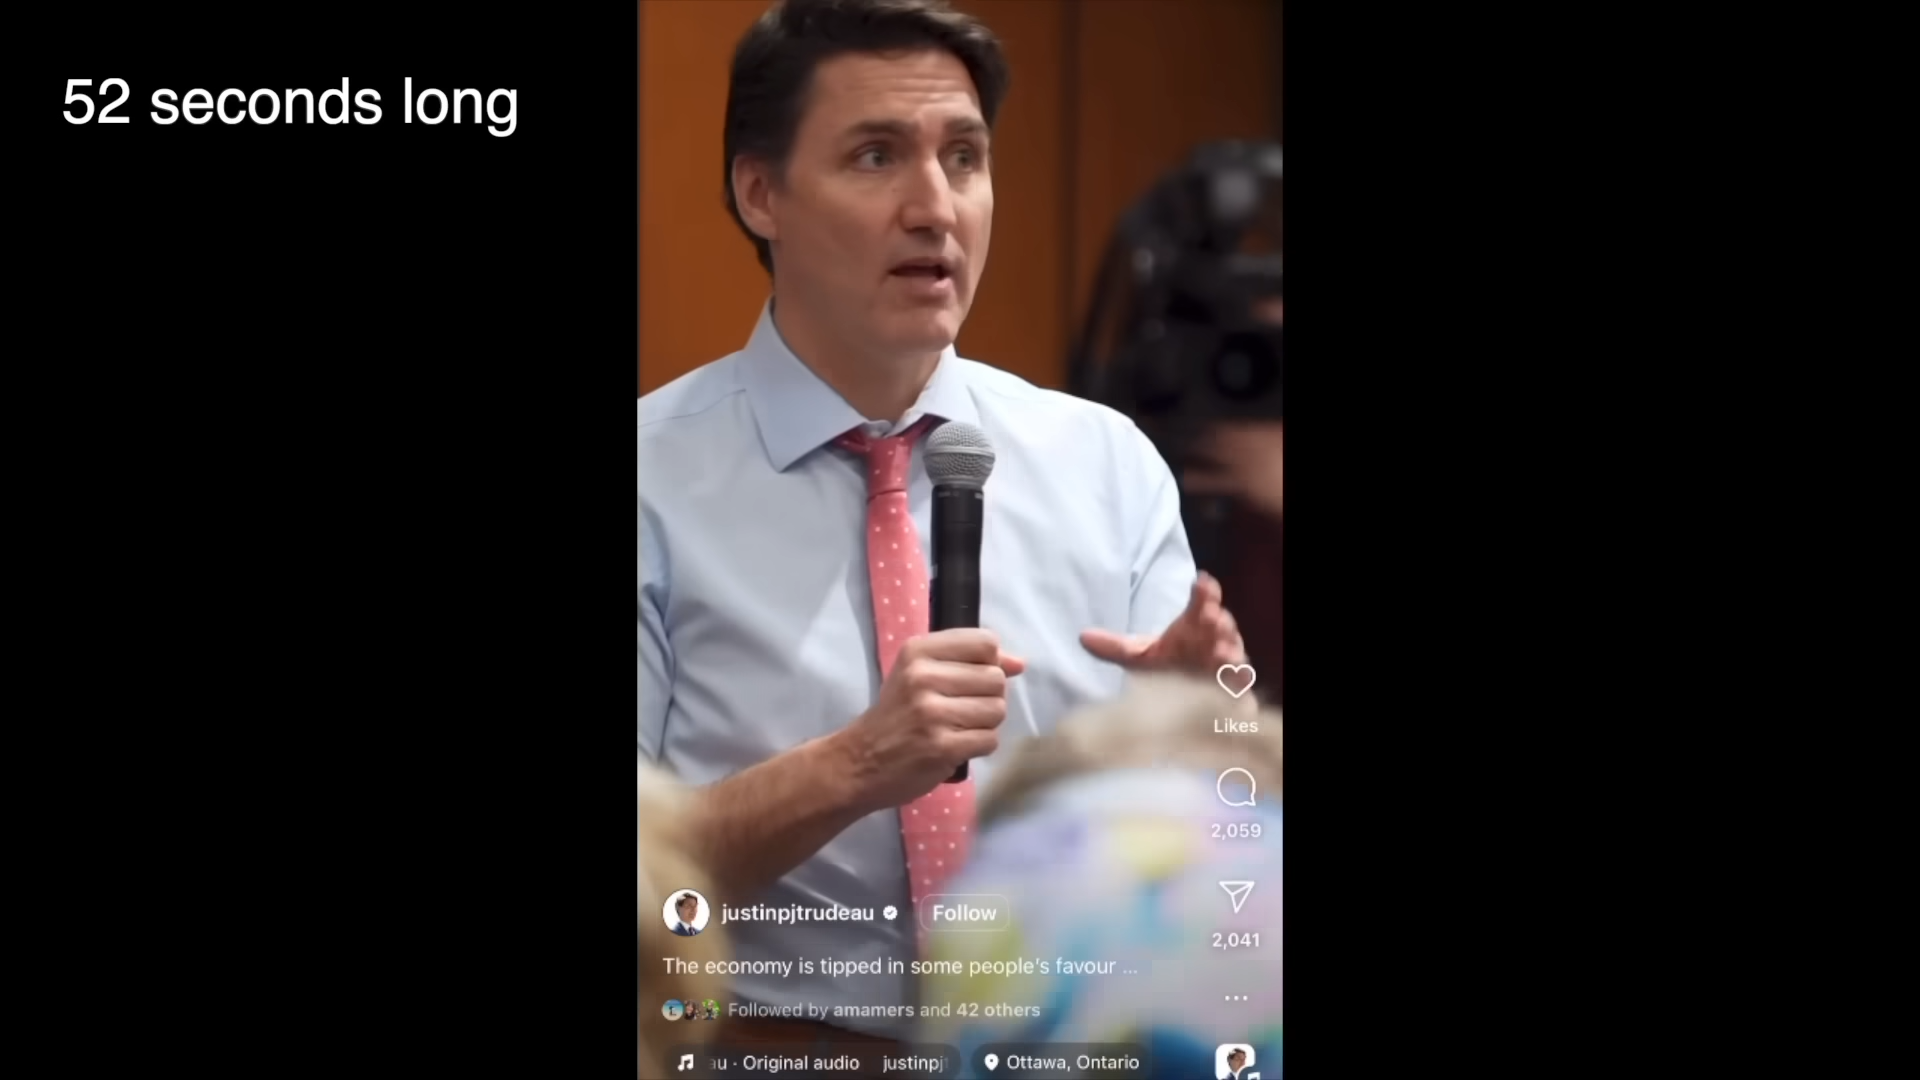 52 seconds long
Likes
2,059
2,041
justinpjtrudeau
Follow
The economy is tipped in some people's favour ...
Followed by amamers and 42 others
au · Original audio justinpj
Ottawa, Ontario